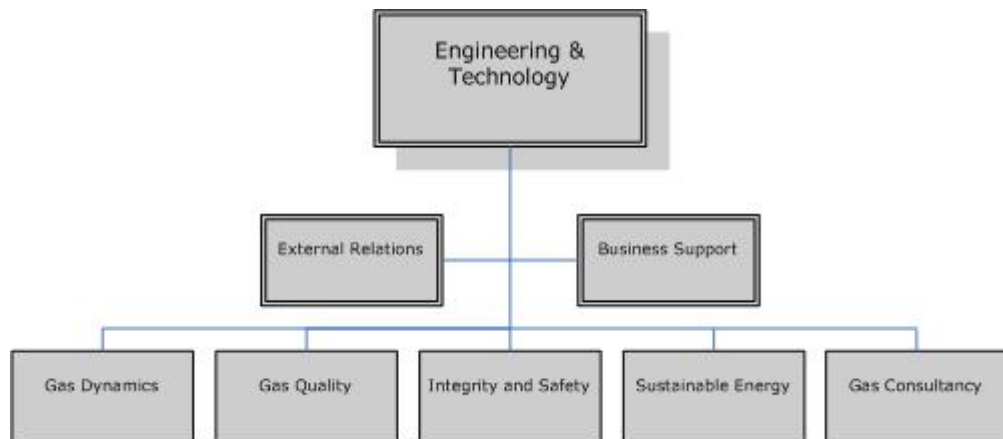 Engineering &
Technology
External Relations
Business Support
Gas Dynamics
Gas Quality
Integrity and Safety
Sustainable Energy
Gas Consultancy